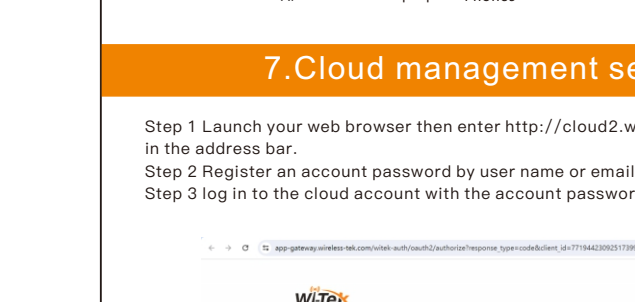 7.Cloud management se
Step 1 Launch your web browser then enter http://cloud2.w
in the address bar.
Step 2 Register an account password by user name or email
Step 3 log in to the cloud account with the account passwor
app-gateway.wireless-tek.com/witek-auth/oauth2/authorize?response_type=code&client_id=7719442309251739
Wi-Tek